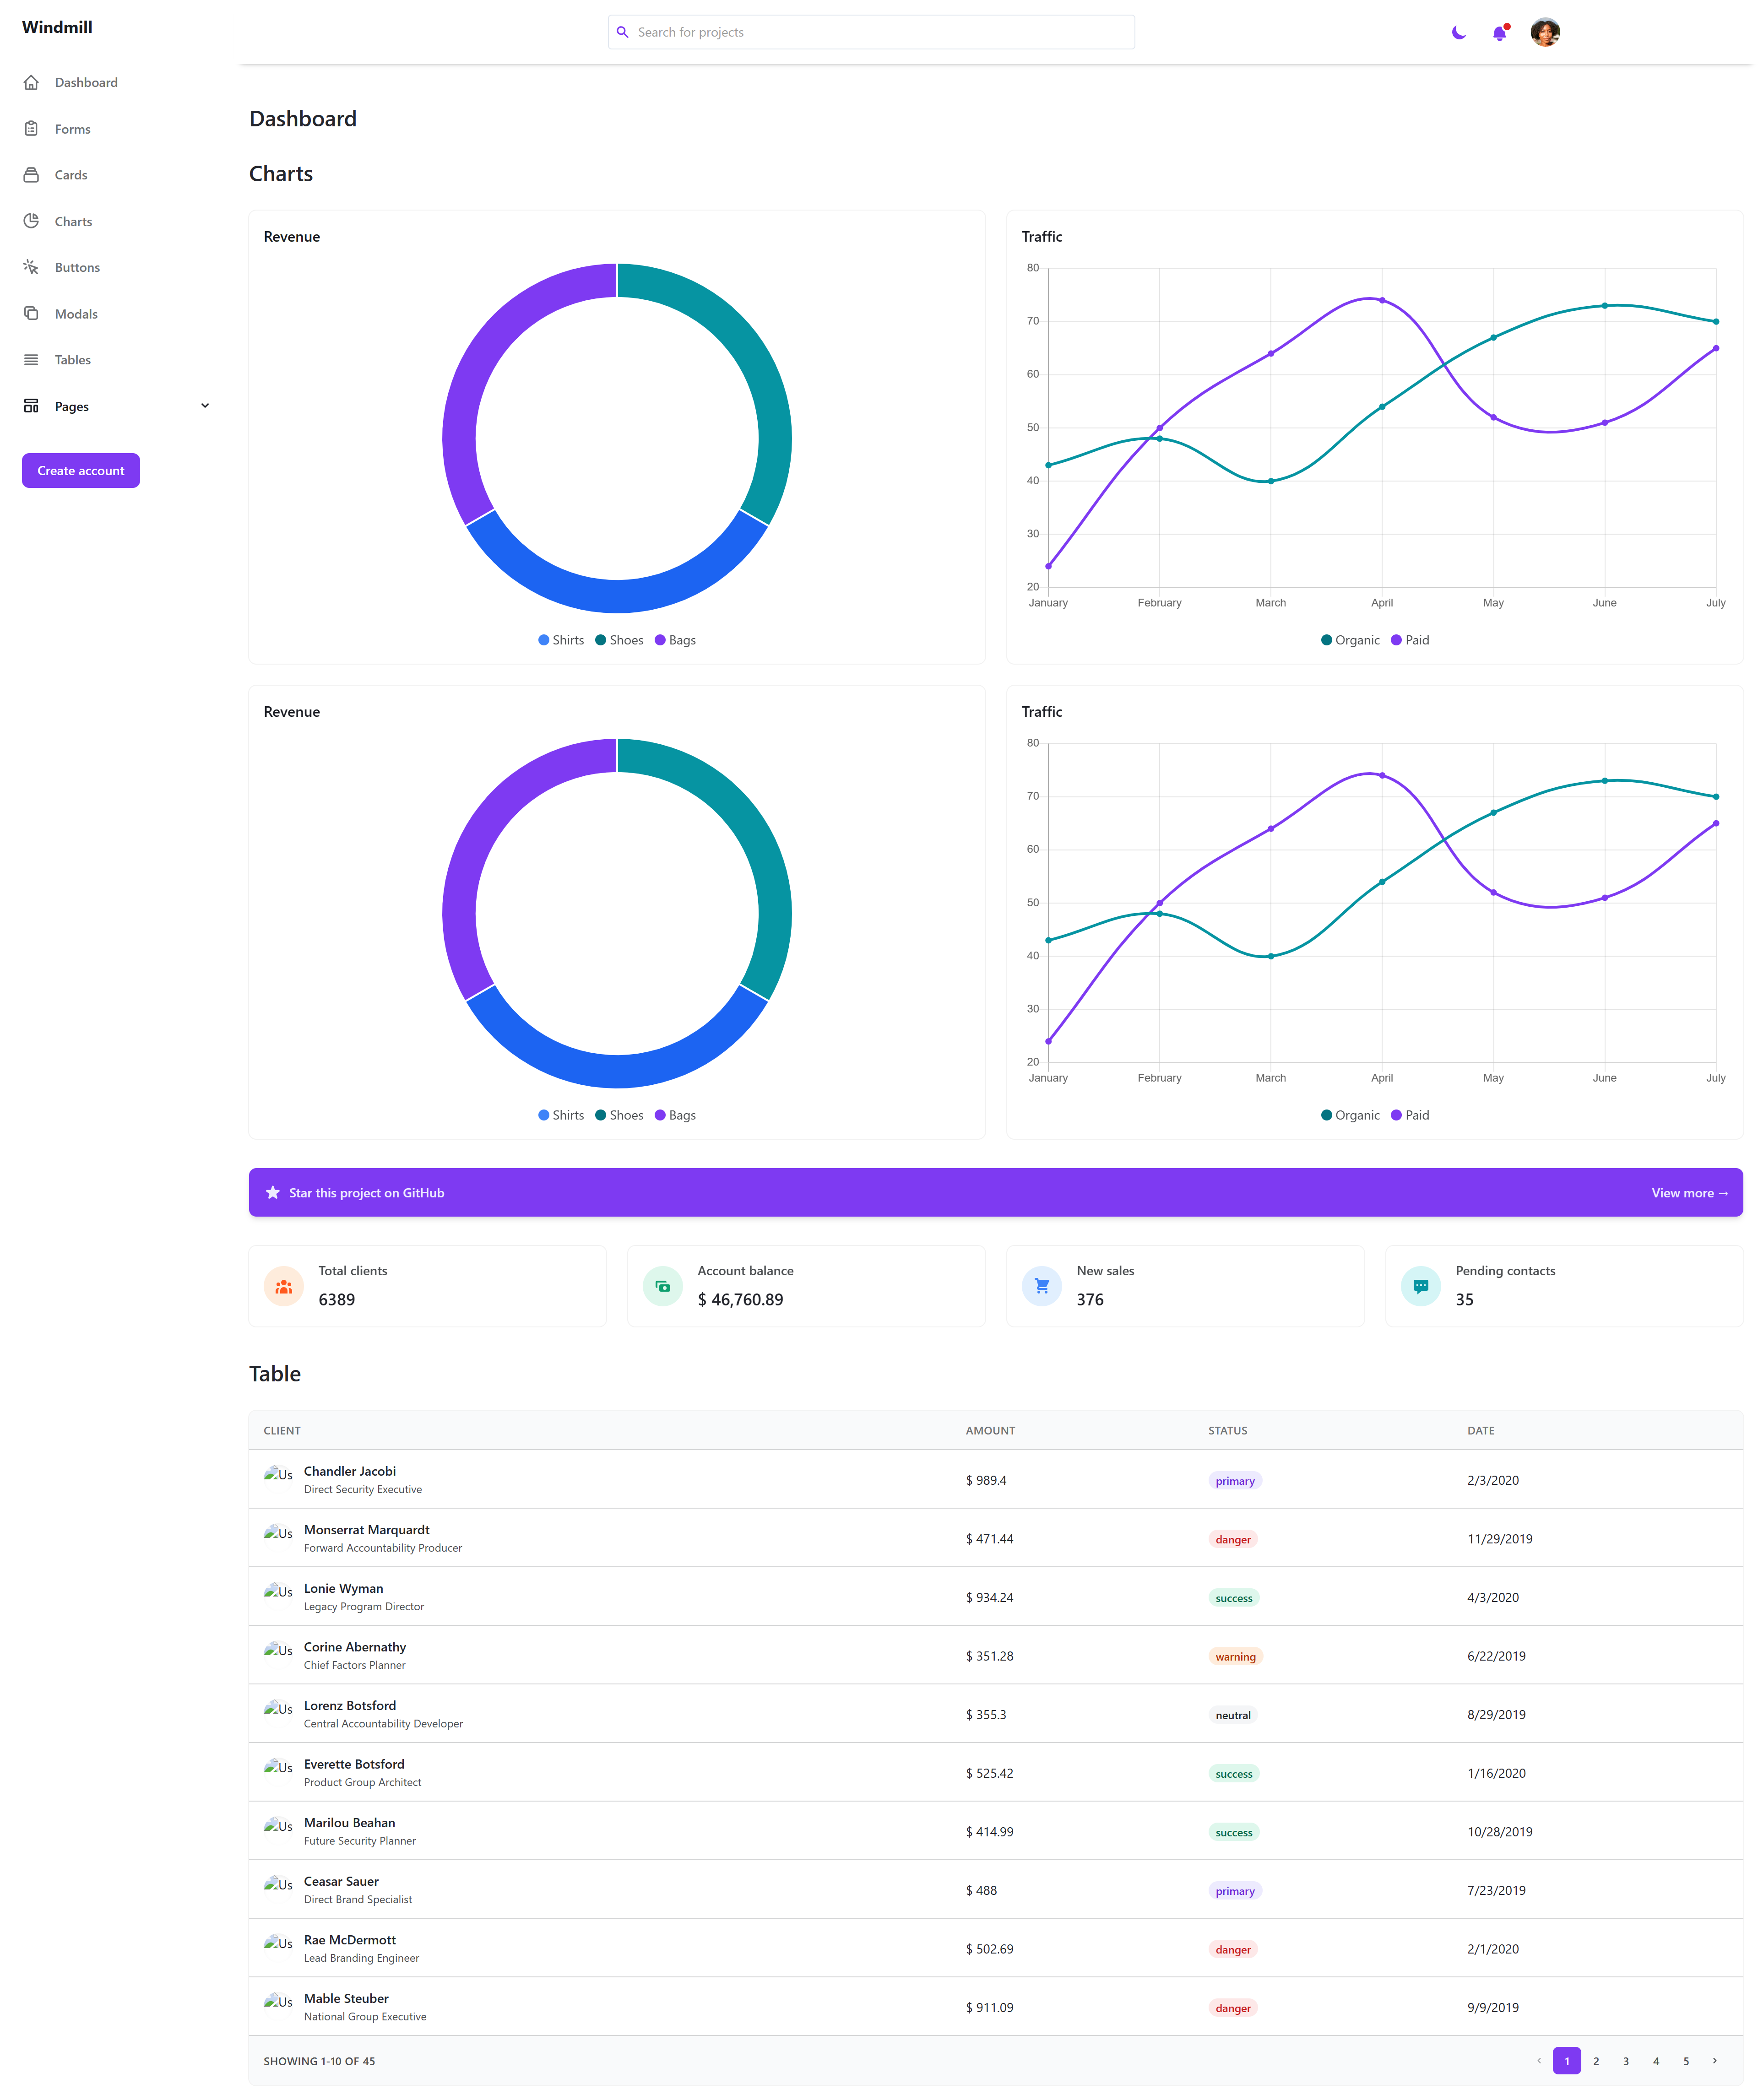 Windmill
Search for projects
Dashboard
Forms
Cards
Charts
Buttons
Modals
Tables
Pages
Create account
Dashboard
Charts
Revenue
Shirts Shoes Bags
Traffic
80
70
60
50
40
30
20
January February March April May June July
Organic Paid
Revenue
Shirts Shoes Bags
Traffic
80
70
60
50
40
30
20
January February March April May June July
Organic Paid
Star this project on GitHub View more →
Total clients
6389
Account balance
$ 46,760.89
New sales
376
Pending contacts
35
Table
CLIENT AMOUNT STATUS DATE
Us Chandler Jacobi
Direct Security Executive
$ 989.4 primary 2/3/2020
Us Monserrat Marquardt
Forward Accountability Producer
$ 471.44 danger 11/29/2019
Us Lonie Wyman
Legacy Program Director
$ 934.24 success 4/3/2020
Us Corine Abernathy
Chief Factors Planner
$ 351.28 warning 6/22/2019
Us Lorenz Botsford
Central Accountability Developer
$ 355.3 neutral 8/29/2019
Us Everette Botsford
Product Group Architect
$ 525.42 success 1/16/2020
Us Marilou Beahan
Future Security Planner
$ 414.99 success 10/28/2019
Us Ceasar Sauer
Direct Brand Specialist
$ 488 primary 7/23/2019
Us Rae McDermott
Lead Branding Engineer
$ 502.69 danger 2/1/2020
Us Mable Steuber
National Group Executive
$ 911.09 danger 9/9/2019
SHOWING 1-10 OF 45 1 2 3 4 5